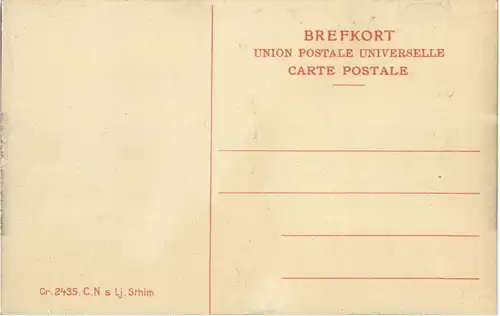 BREFKORT
UNION POSTALE UNIVERSELLE
CARTE POSTALE
Gr. 2435. C.N:s Lj. Sthlm.